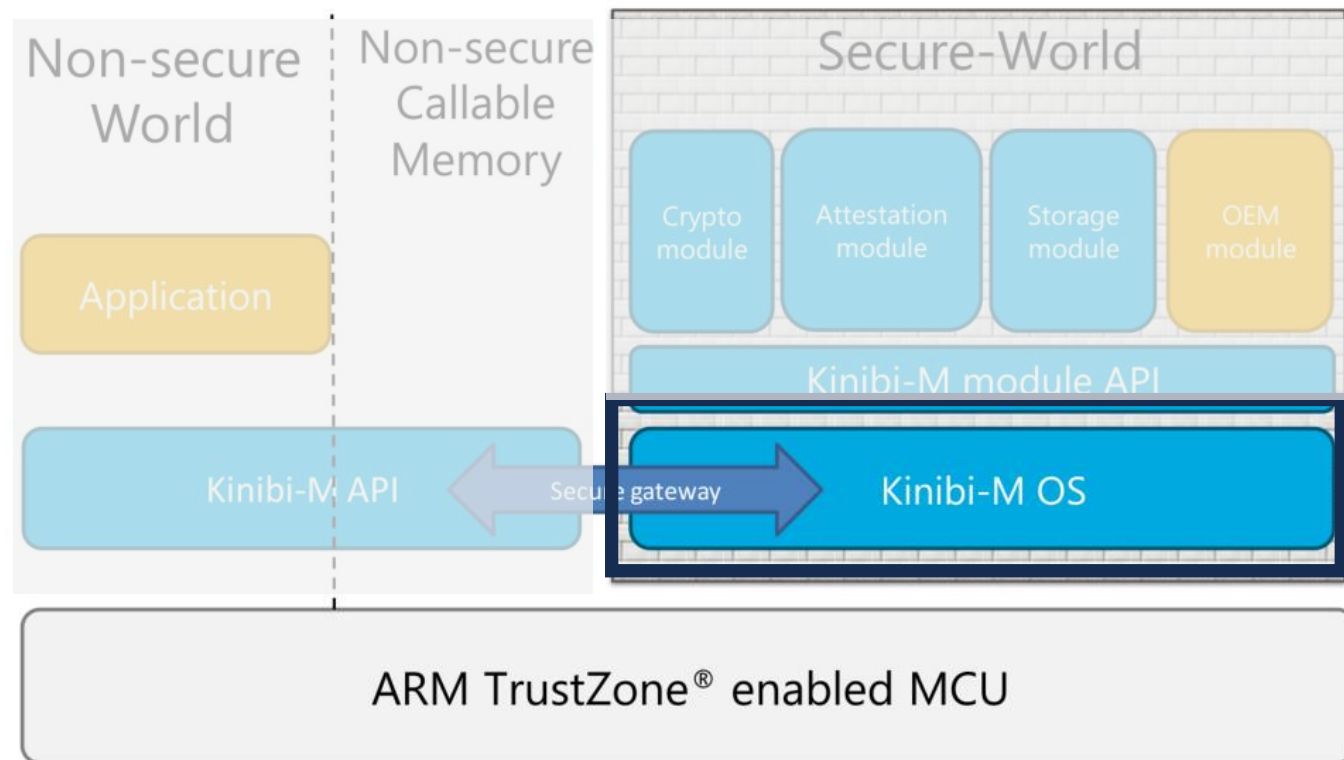 Non-secure
World
Non-secure
Callable
Memory
Secure-World
Crypto
module
Attestation
module
Storage
module
OEM
module
Application
Kinibi-M module API
Kinibi-M API
Secure gateway
Kinibi-M OS
ARM TrustZone® enabled MCU